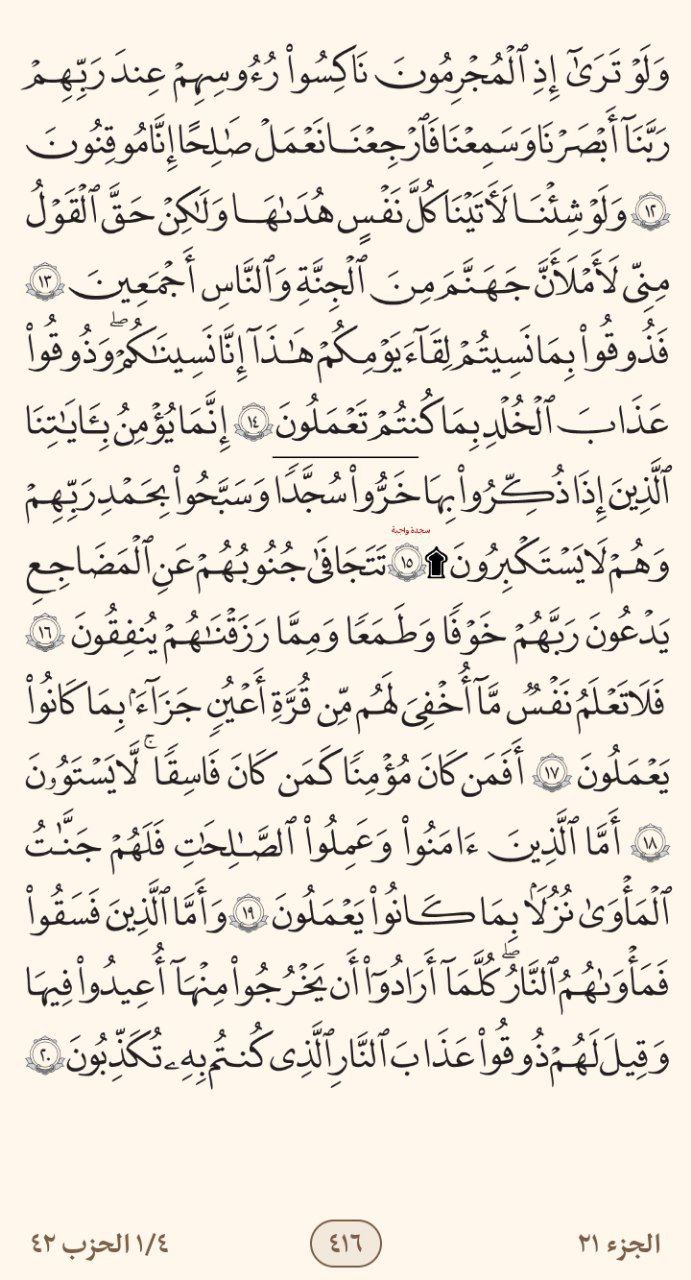 وَلَوْ تَرَىٰٓ إِذِ ٱلْمُجْرِمُونَ نَاكِسُوا۟ رُءُوسِهِمْ عِندَ رَبِّهِمْ
رَبَّنَآ أَبْصَرْنَا وَسَمِعْنَا فَٱرْجِعْنَا نَعْمَلْ صَـٰلِحًا إِنَّا مُوقِنُونَ
١٢ وَلَوْ شِئْنَا لَـَٔاتَيْنَا كُلَّ نَفْسٍ هُدَىٰهَا وَلَـٰكِنْ حَقَّ ٱلْقَوْلُ
مِنِّى لَأَمْلَأَنَّ جَهَنَّمَ مِنَ ٱلْجِنَّةِ وَٱلنَّاسِ أَجْمَعِينَ ١٣
فَذُوقُوا۟ بِمَا نَسِيتُمْ لِقَآءَ يَوْمِكُمْ هَـٰذَآ إِنَّا نَسِينَـٰكُمْ ۖ وَذُوقُوا۟
عَذَابَ ٱلْخُلْدِ بِمَا كُنتُمْ تَعْمَلُونَ ١٤ إِنَّمَا يُؤْمِنُ بِـَٔايَـٰتِنَا
ٱلَّذِينَ إِذَا ذُكِّرُوا۟ بِهَا خَرُّوا۟ سُجَّدًا وَسَبَّحُوا۟ بِحَمْدِ رَبِّهِمْ
سجدة واجبة
وَهُمْ لَا يَسْتَكْبِرُونَ ۩ ١٥ تَتَجَافَىٰ جُنُوبُهُمْ عَنِ ٱلْمَضَاجِعِ
يَدْعُونَ رَبَّهُمْ خَوْفًا وَطَمَعًا وَمِمَّا رَزَقْنَـٰهُمْ يُنفِقُونَ ١٦
فَلَا تَعْلَمُ نَفْسٌ مَّآ أُخْفِىَ لَهُم مِّن قُرَّةِ أَعْيُنٍ جَزَآءًۢ بِمَا كَانُوا۟
يَعْمَلُونَ ١٧ أَفَمَن كَانَ مُؤْمِنًا كَمَن كَانَ فَاسِقًا ۚ لَّا يَسْتَوُۥنَ
١٨ أَمَّا ٱلَّذِينَ ءَامَنُوا۟ وَعَمِلُوا۟ ٱلصَّـٰلِحَـٰتِ فَلَهُمْ جَنَّـٰتُ
ٱلْمَأْوَىٰ نُزُلًۢا بِمَا كَانُوا۟ يَعْمَلُونَ ١٩ وَأَمَّا ٱلَّذِينَ فَسَقُوا۟
فَمَأْوَىٰهُمُ ٱلنَّارُ ۖ كُلَّمَآ أَرَادُوٓا۟ أَن يَخْرُجُوا۟ مِنْهَآ أُعِيدُوا۟ فِيهَا
وَقِيلَ لَهُمْ ذُوقُوا۟ عَذَابَ ٱلنَّارِ ٱلَّذِى كُنتُم بِهِۦ تُكَذِّبُونَ ٢٠
الجزء ٢١ ٤١٦ ١/٤ الحزب ٤٢